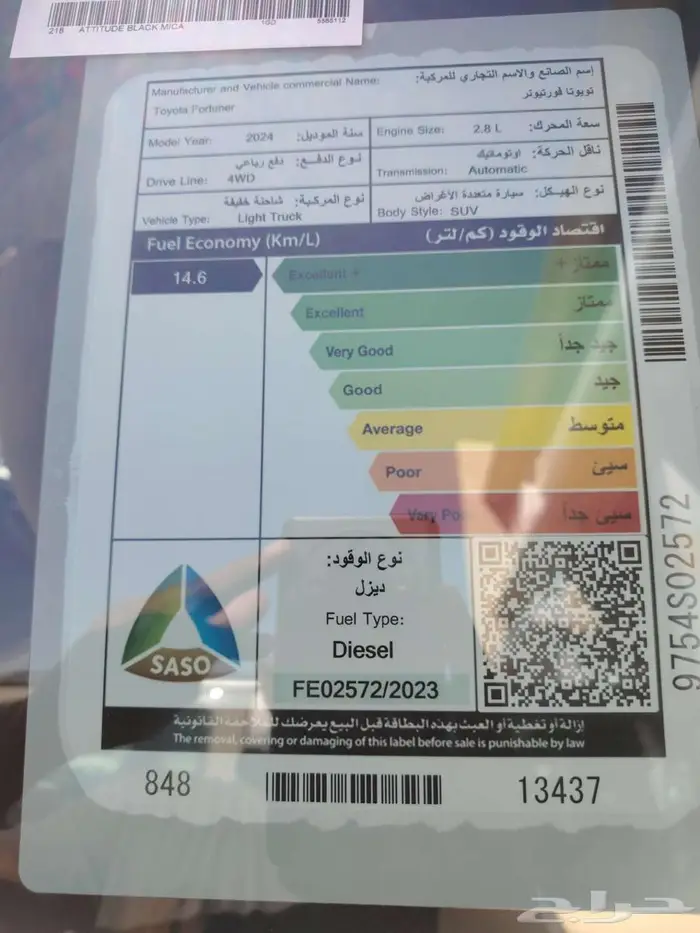 218 ATTITUDE BLACK MICA
Manufacturer and Vehicle commercial Name: إسم الصانع والاسم التجاري للمركبة:
Toyota Fortuner تويوتا فورتيونر
Model Year: 2024 سنة الموديل:
Engine Size: 2.8 L سعة المحرك:
Drive Line: 4WD نوع الدفع: دفع رباعي
Transmission: Automatic ناقل الحركة: اوتوماتيك
Vehicle Type: Light Truck نوع المركبة: شاحنة خفيفة
Body Style: SUV نوع الهيكل: سيارة متعددة الأغراض
Fuel Economy (Km/L) اقتصاد الوقود (كم/لتر)
14.6
Excellent + ممتاز +
Excellent ممتاز
Very Good جيد جداً
Good جيد
Average متوسط
Poor سيئ
Very Poor سيئ جداً
SASO
نوع الوقود:
ديزل
Fuel Type:
Diesel
FE02572/2023
9754S02572
إزالة أو تغطية أو العبث بهذه البطاقة قبل البيع يعرضك للملاحقة القانونية
The removal, covering or damaging of this label before sale is punishable by law
848 13437
حراج